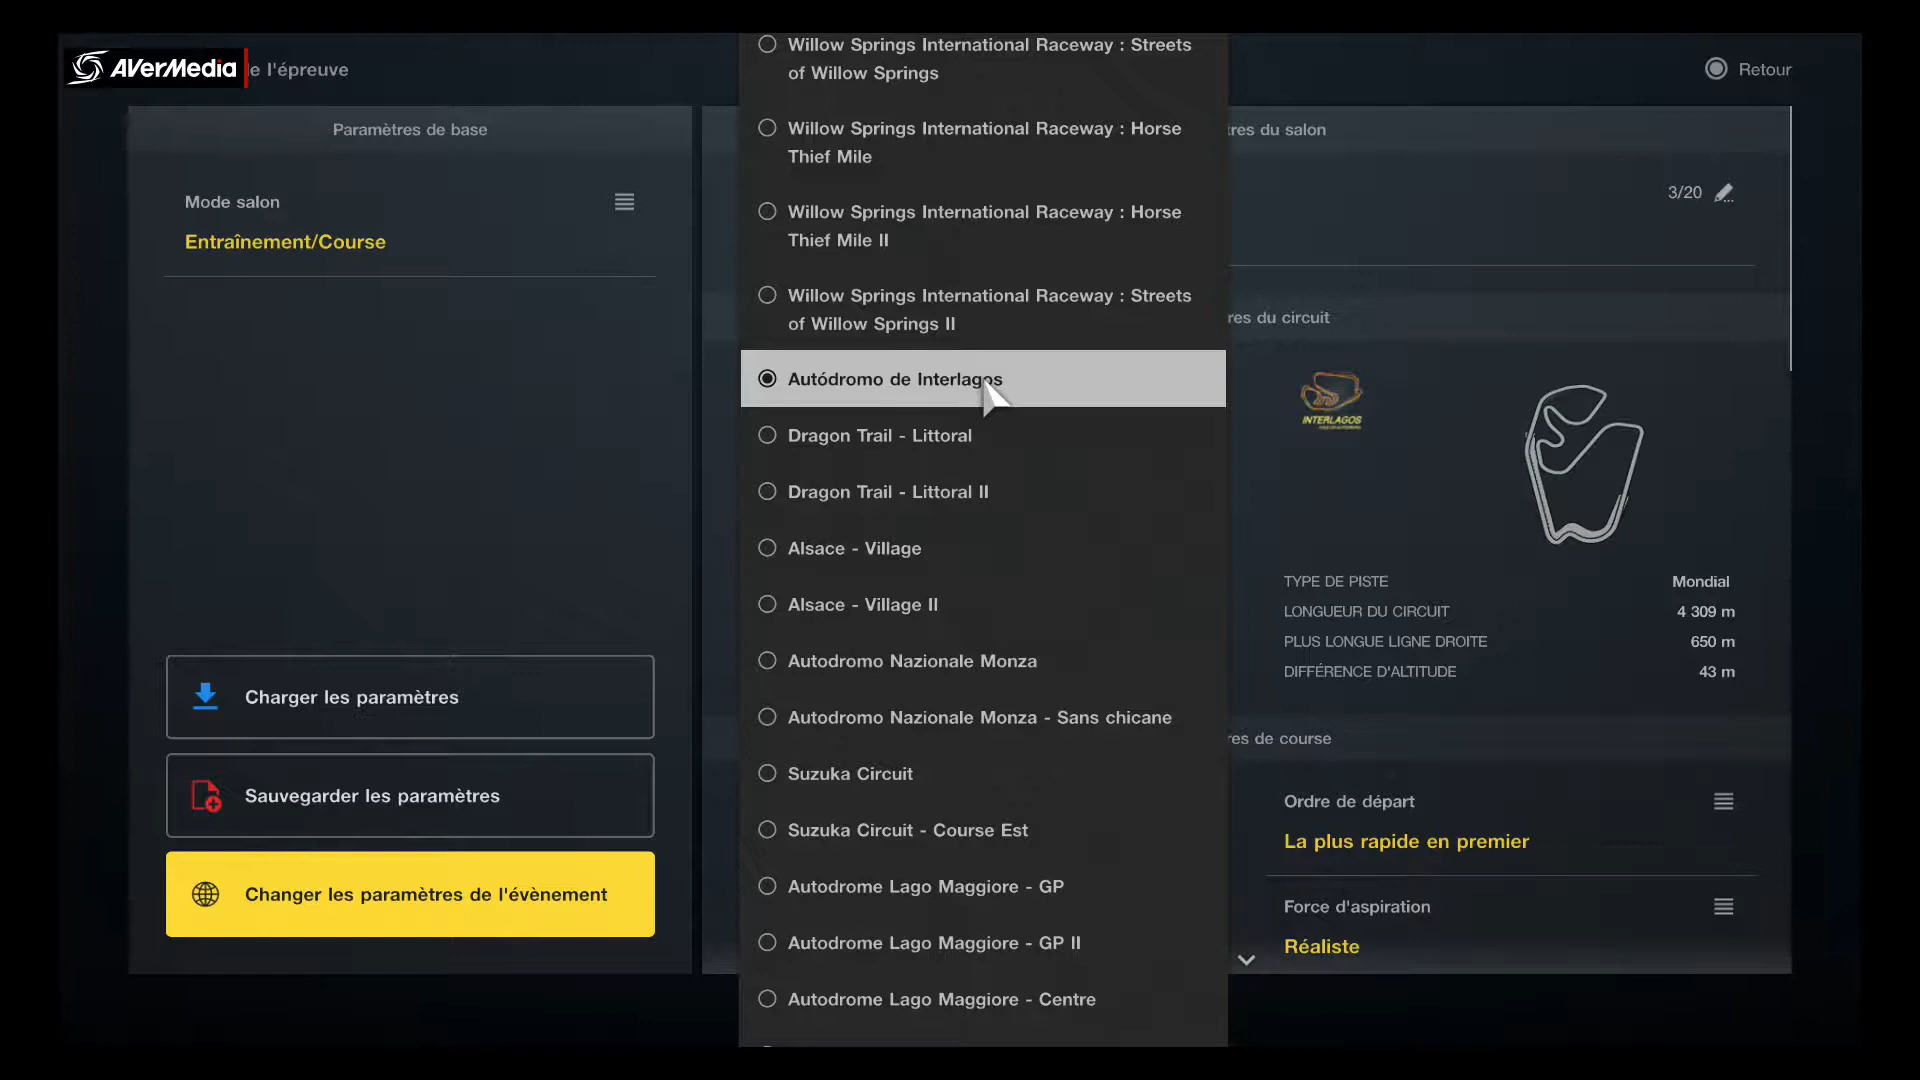 AVerMedia
e l'épreuve
Retour
Paramètres de base
Mode salon
Entraînement/Course
Charger les paramètres
Sauvegarder les paramètres
Changer les paramètres de l'évènement
Willow Springs International Raceway : Streets
of Willow Springs
Willow Springs International Raceway : Horse
Thief Mile
Willow Springs International Raceway : Horse
Thief Mile II
Willow Springs International Raceway : Streets
of Willow Springs II
Autódromo de Interlagos
Dragon Trail - Littoral
Dragon Trail - Littoral II
Alsace - Village
Alsace - Village II
Autodromo Nazionale Monza
Autodromo Nazionale Monza - Sans chicane
Suzuka Circuit
Suzuka Circuit - Course Est
Autodrome Lago Maggiore - GP
Autodrome Lago Maggiore - GP II
Autodrome Lago Maggiore - Centre
tres du salon
3/20
res du circuit
INTERLAGOS
TYPE DE PISTE Mondial
LONGUEUR DU CIRCUIT 4 309 m
PLUS LONGUE LIGNE DROITE 650 m
DIFFÉRENCE D'ALTITUDE 43 m
res de course
Ordre de départ
La plus rapide en premier
Force d'aspiration
Réaliste